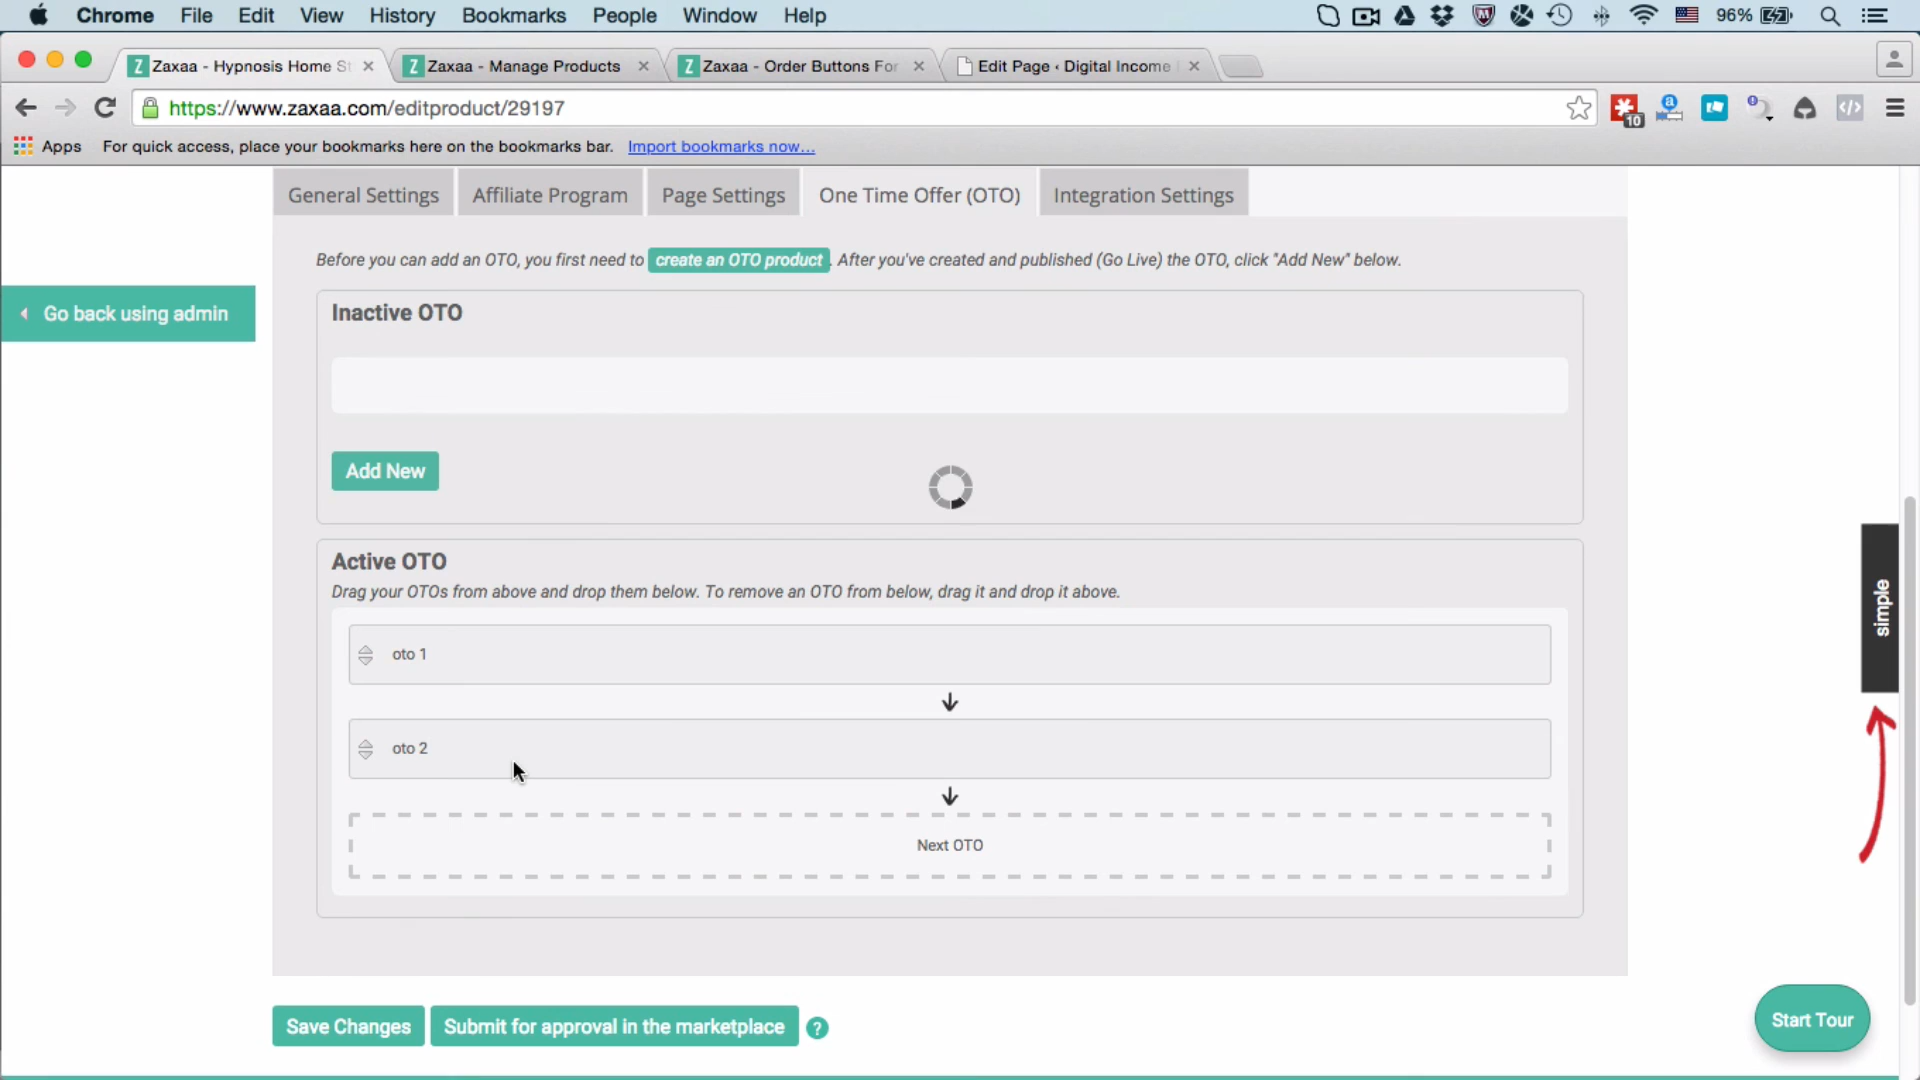 Chrome File Edit View History Bookmarks People Window Help 96%
Zaxaa - Hypnosis Home St Zaxaa - Manage Products Zaxaa - Order Buttons For Edit Page ‹ Digital Income
https://www.zaxaa.com/editproduct/29197
10
Apps For quick access, place your bookmarks here on the bookmarks bar. Import bookmarks now...
General Settings Affiliate Program Page Settings One Time Offer (OTO) Integration Settings
Before you can add an OTO, you first need to create an OTO product. After you've created and published (Go Live) the OTO, click "Add New" below.
Go back using admin
Inactive OTO
Add New
Active OTO
Drag your OTOs from above and drop them below. To remove an OTO from below, drag it and drop it above.
simple
oto 1
oto 2
Next OTO
Save Changes Submit for approval in the marketplace ?
Start Tour